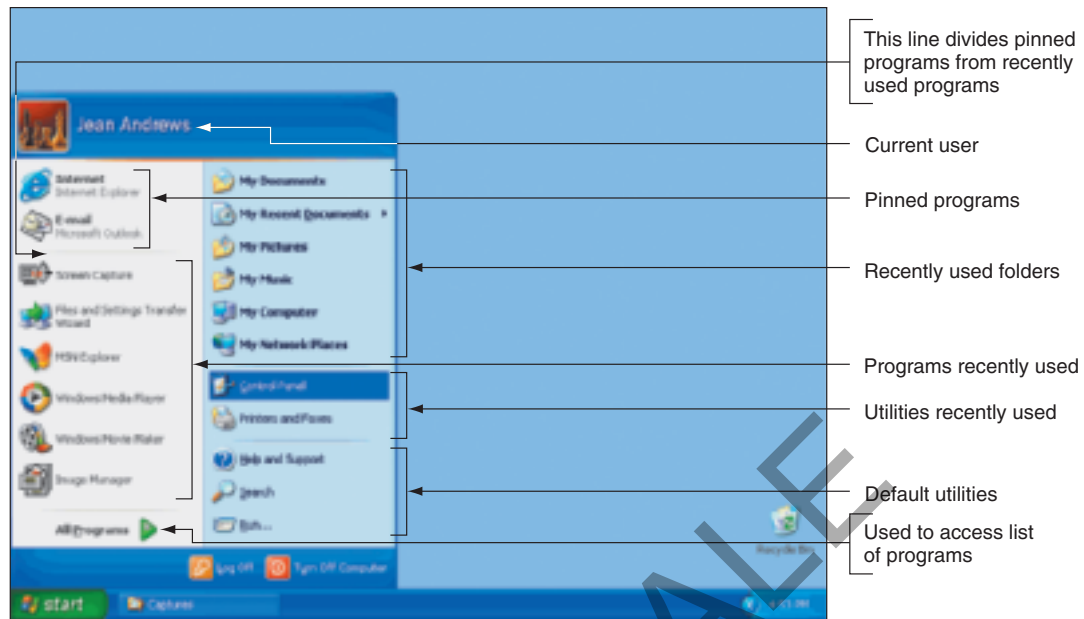 This line divides pinned
programs from recently
used programs
Jean Andrews
Current user
Internet
Internet Explorer
E-mail
Microsoft Outlook
Pinned programs
My Documents
My Recent Documents
My Pictures
My Music
My Computer
My Network Places
Recently used folders
Screen Capture
Files and Settings Transfer
Wizard
MSN Explorer
Windows Media Player
Windows Movie Maker
Image Manager
Programs recently used
Control Panel
Printers and Faxes
Utilities recently used
Help and Support
Search
Run...
Default utilities
All Programs
Used to access list
of programs
Recycle Bin
Log Off
Turn Off Computer
start
Captures
PM
ALE